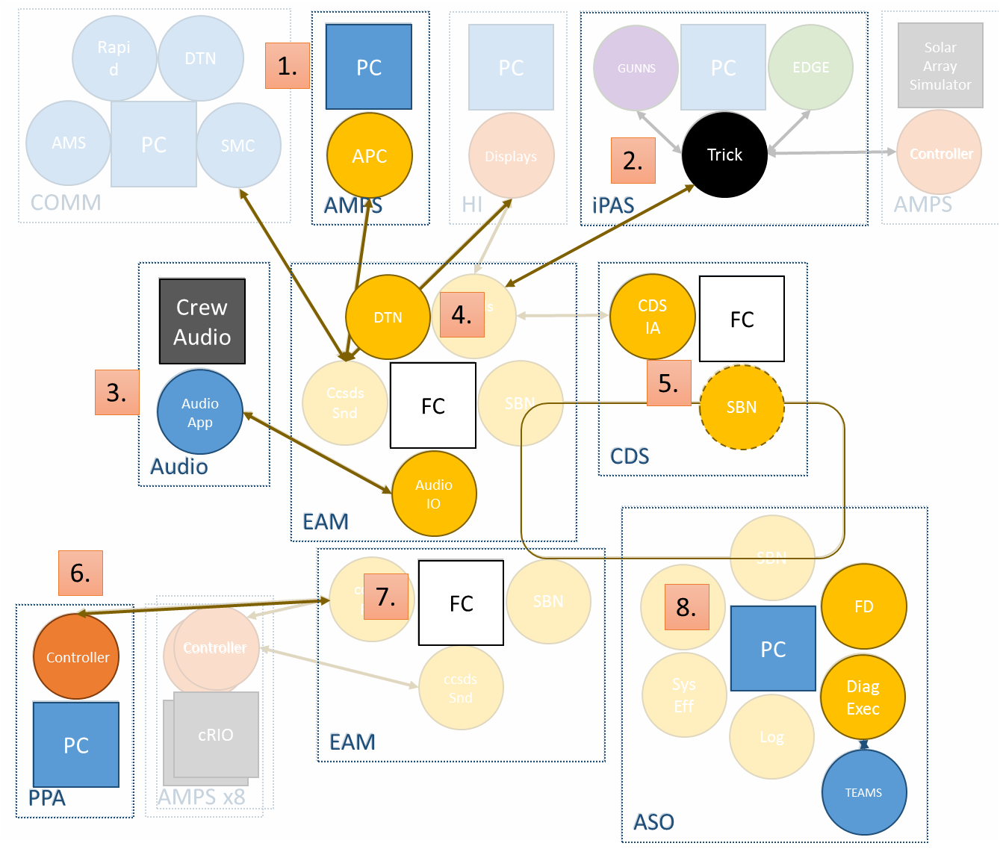 Rapi
d
DTN
AMS
PC
SMC
COMM
1.
PC
APC
AMPS
PC
Displays
HI
GUNNS
PC
EDGE
2.
Trick
iPAS
Solar
Array
Simulator
Controller
AMPS
Crew
Audio
3.
Audio
App
Audio
DTN
4.
Ccsds
Snd
FC
SBN
Audio
IO
EAM
CDS
IA
FC
5.
SBN
CDS
6.
Controller
PC
PPA
Controller
cRIO
AMPS x8
7.
FC
SBN
ccsds
Snd
EAM
SBN
8.
FD
PC
Sys
Eff
Diag
Exec
Log
TEAMS
ASO